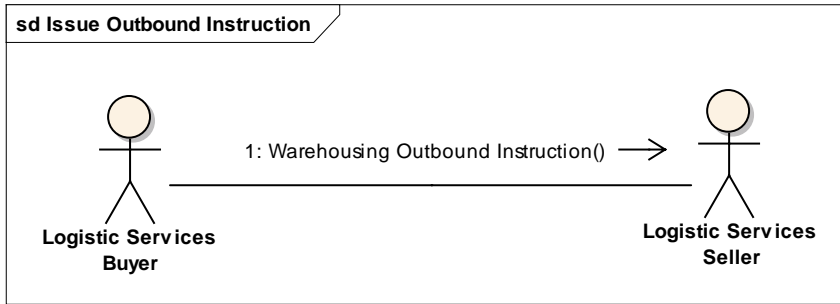 sd Issue Outbound Instruction
1: Warehousing Outbound Instruction()
Logistic Services
Buyer
Logistic Services
Seller